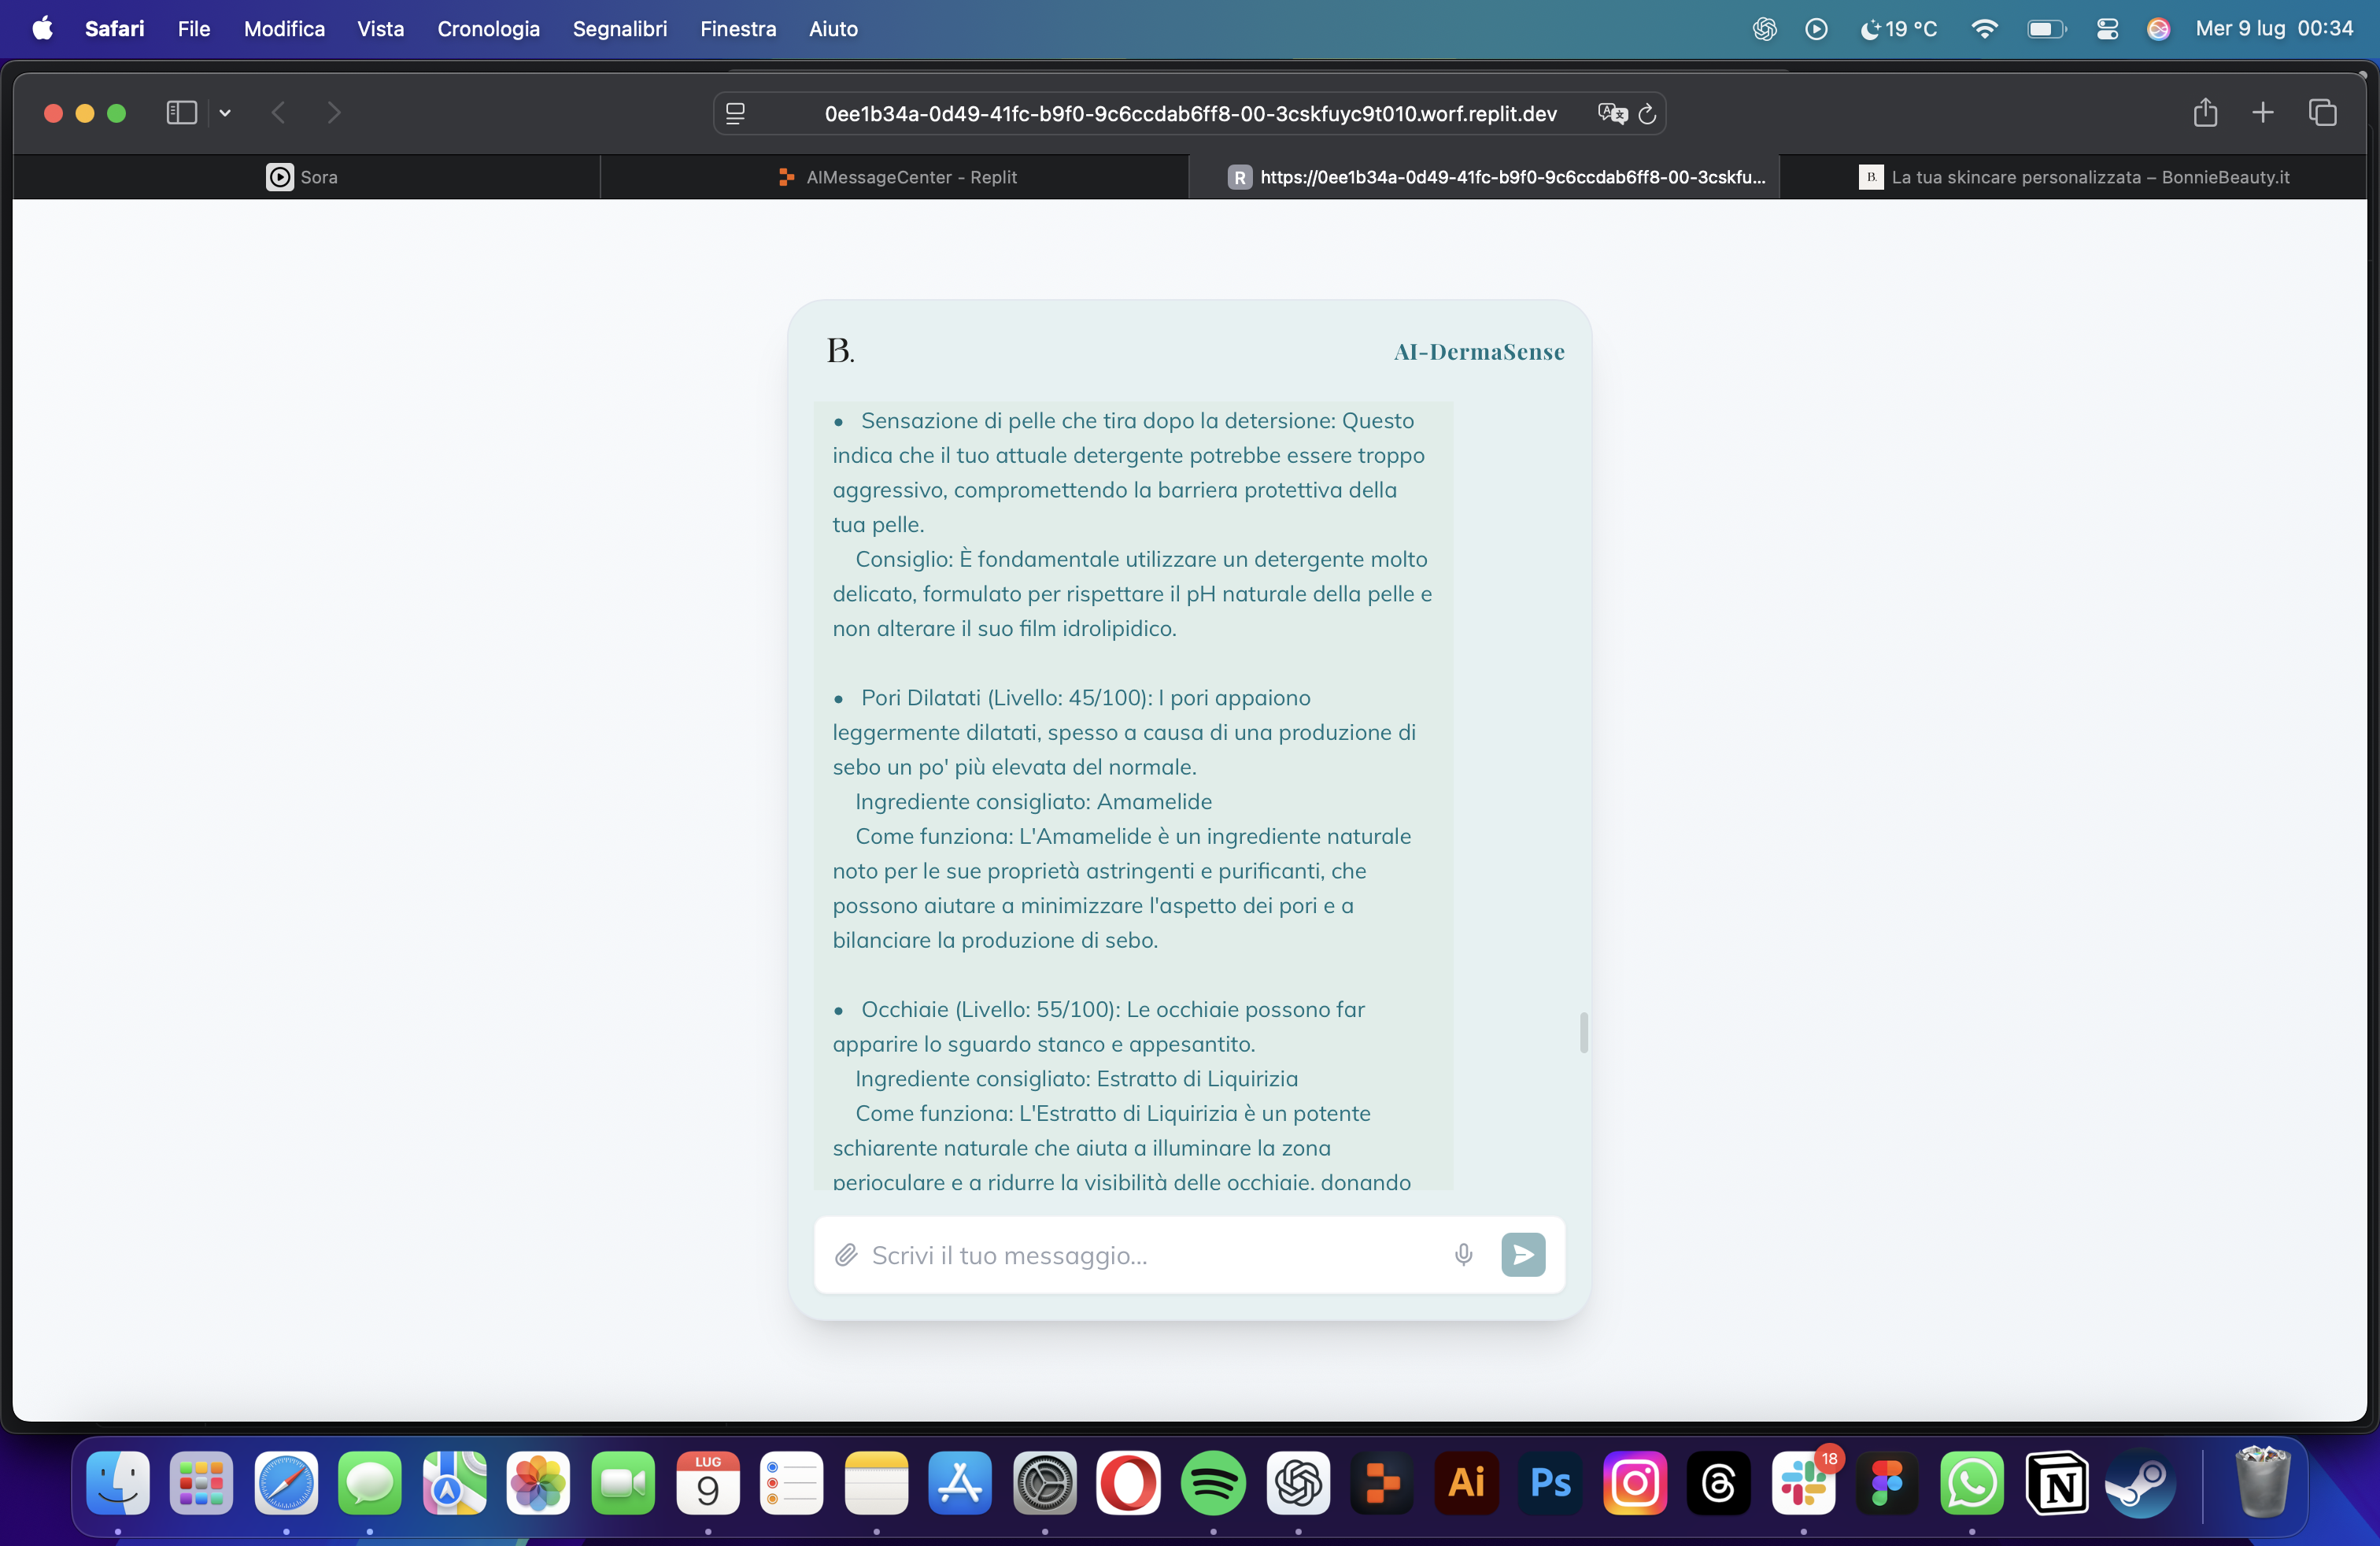 Safari File Modifica Vista Cronologia Segnalibri Finestra Aiuto 19 °C Mer 9 lug 00:34
0ee1b34a-0d49-41fc-b9f0-9c6ccdab6ff8-00-3cskfuyc9t010.worf.replit.dev
Sora
AIMessageCenter - Replit
R https://0ee1b34a-0d49-41fc-b9f0-9c6ccdab6ff8-00-3cskfu...
B. La tua skincare personalizzata – BonnieBeauty.it
B. AI-DermaSense
• Sensazione di pelle che tira dopo la detersione: Questo
indica che il tuo attuale detergente potrebbe essere troppo
aggressivo, compromettendo la barriera protettiva della
tua pelle.
Consiglio: È fondamentale utilizzare un detergente molto
delicato, formulato per rispettare il pH naturale della pelle e
non alterare il suo film idrolipidico.
• Pori Dilatati (Livello: 45/100): I pori appaiono
leggermente dilatati, spesso a causa di una produzione di
sebo un po' più elevata del normale.
Ingrediente consigliato: Amamelide
Come funziona: L'Amamelide è un ingrediente naturale
noto per le sue proprietà astringenti e purificanti, che
possono aiutare a minimizzare l'aspetto dei pori e a
bilanciare la produzione di sebo.
• Occhiaie (Livello: 55/100): Le occhiaie possono far
apparire lo sguardo stanco e appesantito.
Ingrediente consigliato: Estratto di Liquirizia
Come funziona: L'Estratto di Liquirizia è un potente
schiarente naturale che aiuta a illuminare la zona
perioculare e a ridurre la visibilità delle occhiaie, donando
Scrivi il tuo messaggio...
LUG
9
Ai
Ps
18
N